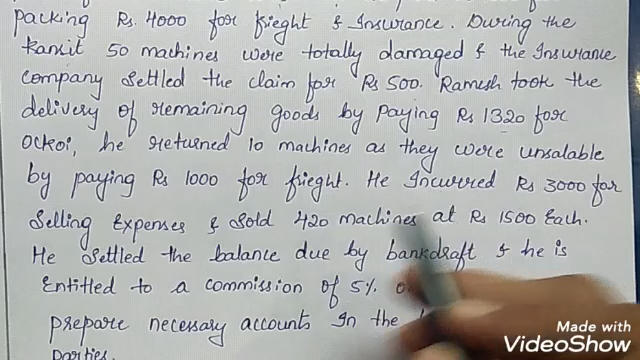 packing Rs. 4000 for frieght & Insurance. During the
transit 50 machines were totally damaged & the Insurance
company settled the claim for Rs 500. Ramesh took the
delivery of remaining goods by paying Rs 1320 for
Octroi, he returned 10 machines as they were unsalable
by paying Rs 1000 for frieght. He Incurred Rs 3000 for
selling Expenses & sold 420 machines at Rs 1500 Each.
He settled the balance due by bankdraft & he is
Entitled to a commission of 5%
prepare necessary accounts In the
parties.
Made with
VideoShow